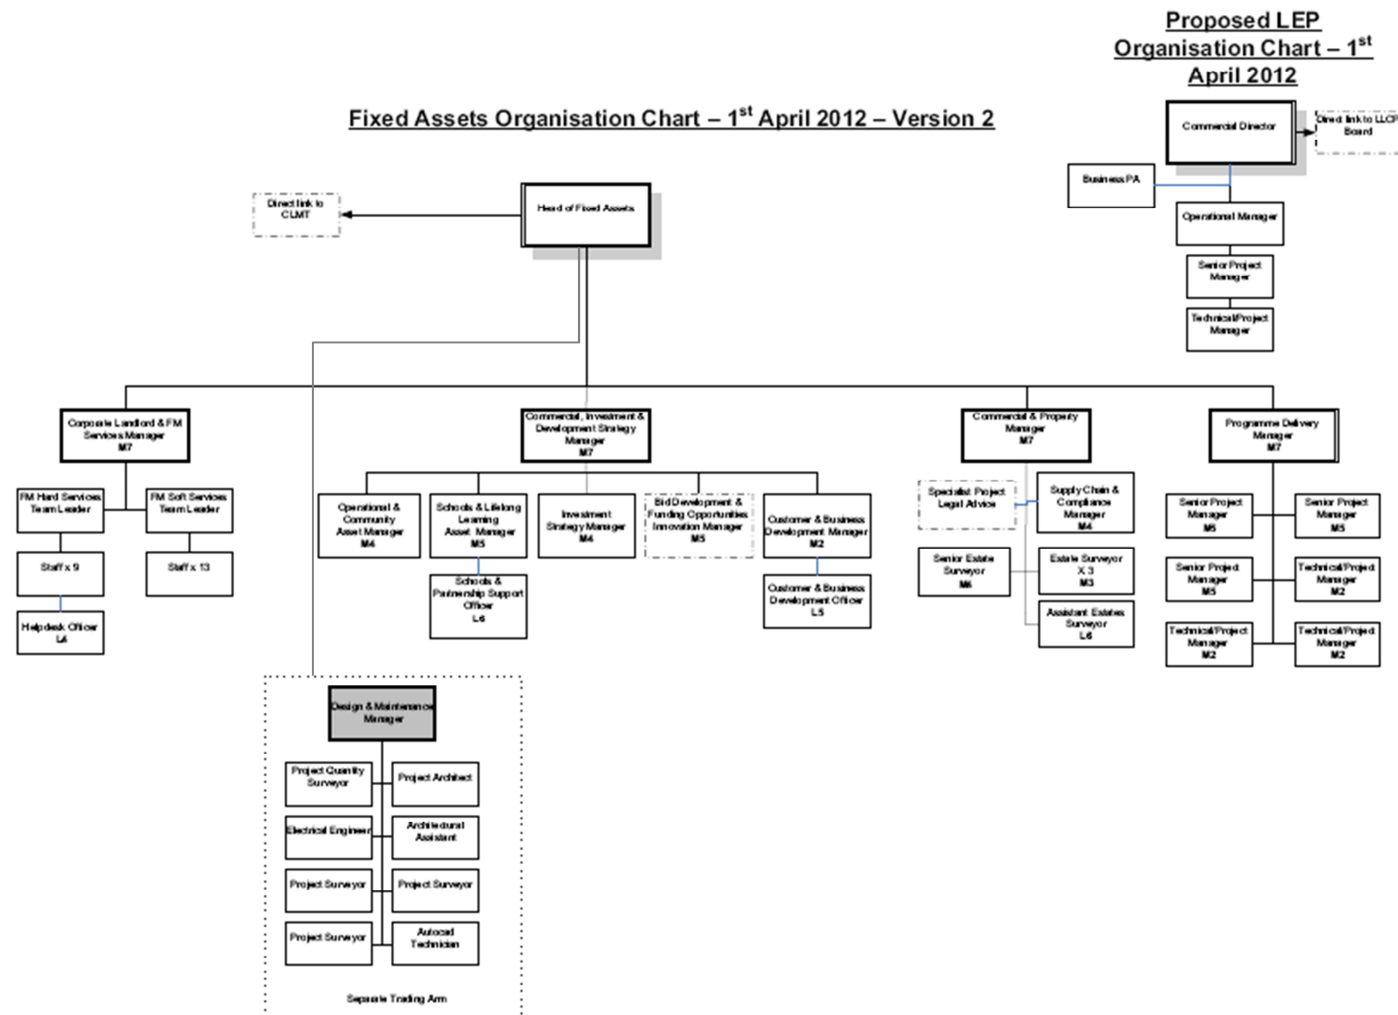 Proposed LEP
Organisation Chart – 1st
April 2012
Fixed Assets Organisation Chart – 1st April 2012 – Version 2
Commercial Director
Direct link to LLCP
Board
Business PA
Operational Manager
Senior Project
Manager
Technical/Project
Manager
Direct link to
CLMT
Head of Fixed Assets
Corporate Landlord & FM
Services Manager
M7
Commercial, Investment &
Development Strategy
Manager
M7
Commercial & Property
Manager
M7
Programme Delivery
Manager
M7
FM Hard Services
Team Leader
FM Soft Services
Team Leader
Staff x 9
Staff x 13
Helpdesk Officer
L4
Operational &
Community
Asset Manager
M4
Schools & Lifelong
Learning
Asset Manager
M5
Investment
Strategy Manager
M4
Bid Development &
Funding Opportunities
Innovation Manager
M5
Customer & Business
Development Manager
M2
Schools &
Partnership Support
Officer
L6
Customer & Business
Development Officer
L5
Specialist Project
Legal Advice
Supply Chain &
Compliance
Manager
M4
Senior Estate
Surveyor
M6
Estate Surveyor
X 3
M3
Assistant Estates
Surveyor
L6
Senior Project
Manager
M5
Senior Project
Manager
M5
Senior Project
Manager
M5
Technical/Project
Manager
M2
Technical/Project
Manager
M2
Technical/Project
Manager
M2
Design & Maintenance
Manager
Project Quantity
Surveyor
Project Architect
Electrical Engineer
Architectural
Assistant
Project Surveyor
Project Surveyor
Project Surveyor
Autocad
Technician
Separate Trading Arm